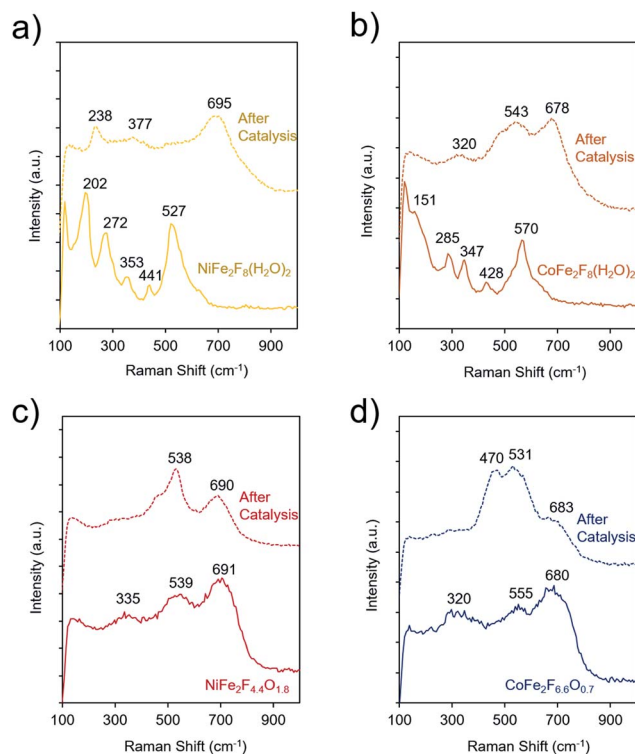 a)
238
377
695
After
Catalysis
202
272
353
441
527
NiFe2F8(H2O)2
Intensity (a.u.)
100 300 500 700 900
Raman Shift (cm-1)
b)
320
543
678
After
Catalysis
151
285
347
428
570
CoFe2F8(H2O)2
Intensity (a.u.)
100 300 500 700 900
Raman Shift (cm-1)
c)
538
690
After
Catalysis
335
539
691
NiFe2F4.4O1.8
Intensity (a.u.)
100 300 500 700 900
Raman Shift (cm-1)
d)
470
531
683
After
Catalysis
320
555
680
CoFe2F6.6O0.7
Intensity (a.u.)
100 300 500 700 900
Raman Shift (cm-1)